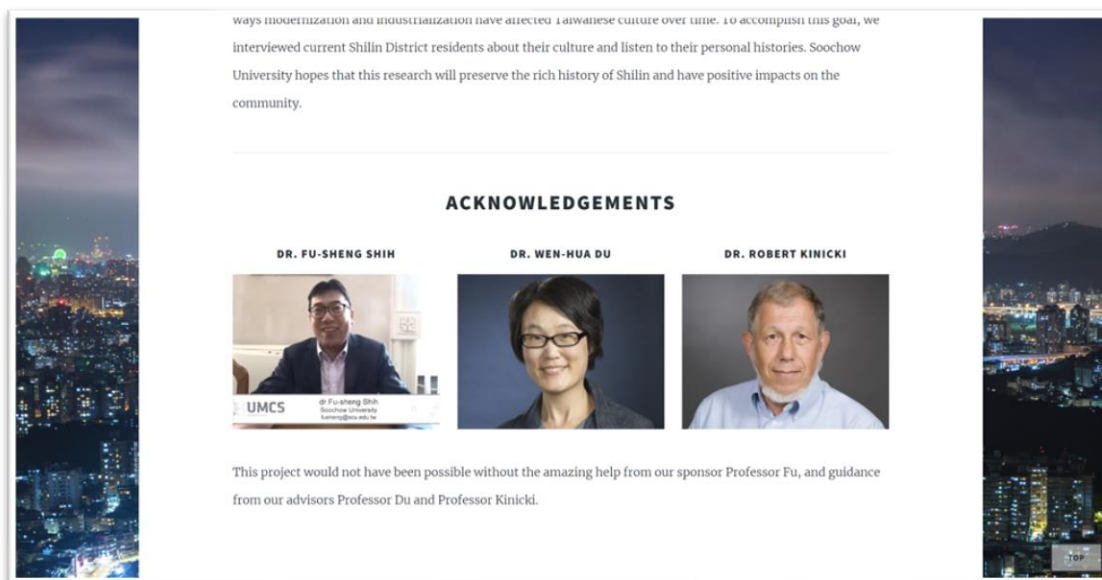 ways modernization and industrialization have affected Taiwanese culture over time. To accomplish this goal, we
interviewed current Shilin District residents about their culture and listen to their personal histories. Soochow
University hopes that this research will preserve the rich history of Shilin and have positive impacts on the
community.
ACKNOWLEDGEMENTS
DR. FU-SHENG SHIH
DR. WEN-HUA DU
DR. ROBERT KINICKI
UMCS
dr Fu-sheng Shih
Soochow University
fusheng@scu.edu.tw
This project would not have been possible without the amazing help from our sponsor Professor Fu, and guidance
from our advisors Professor Du and Professor Kinicki.
TOP